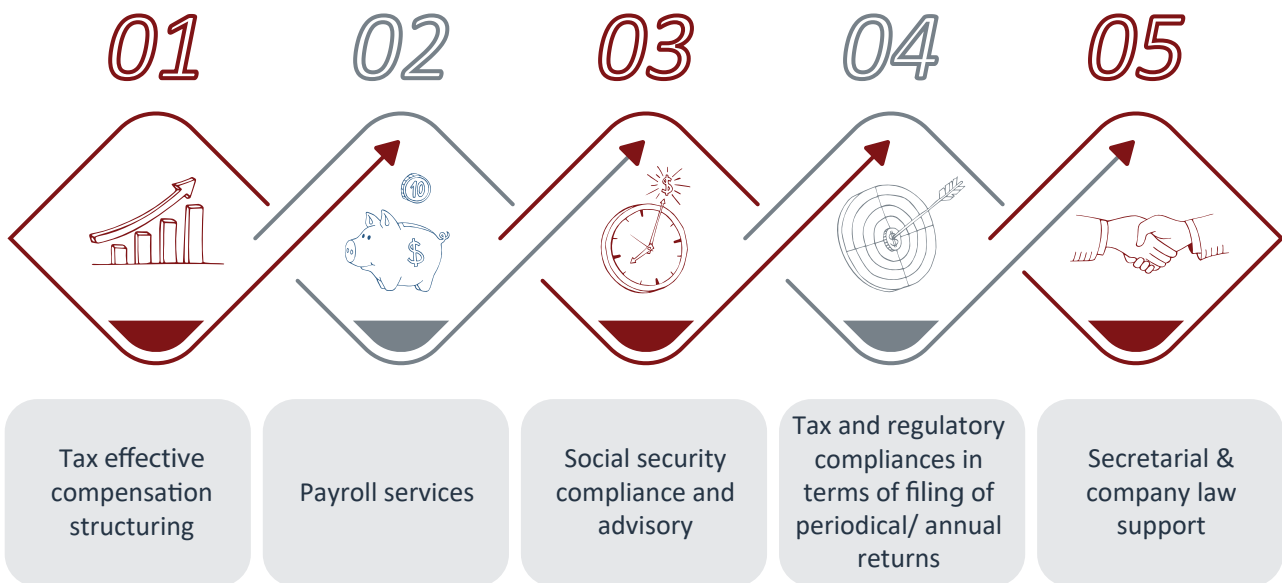 01
02
03
04
05
10
$
$
$
Tax effective
compensation
structuring
Payroll services
Social security
compliance and
advisory
Tax and regulatory
compliances in
terms of filing of
periodical/ annual
returns
Secretarial &
company law
support